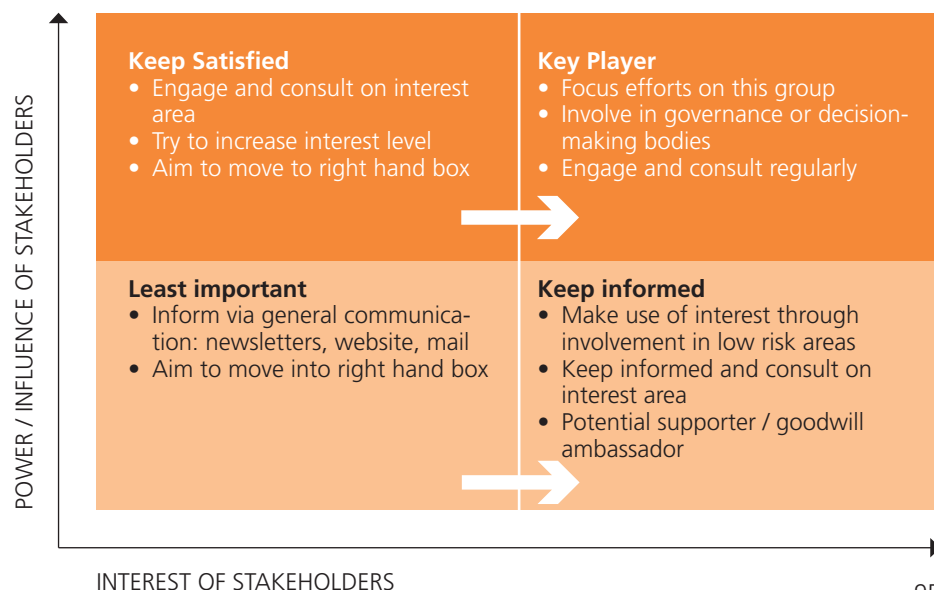 POWER / INFLUENCE OF STAKEHOLDERS
Keep Satisfied
• Engage and consult on interest
area
• Try to increase interest level
• Aim to move to right hand box
Key Player
• Focus efforts on this group
• Involve in governance or decision-
making bodies
• Engage and consult regularly
Least important
• Inform via general communica-
tion: newsletters, website, mail
• Aim to move into right hand box
Keep informed
• Make use of interest through
involvement in low risk areas
• Keep informed and consult on
interest area
• Potential supporter / goodwill
ambassador
INTEREST OF STAKEHOLDERS